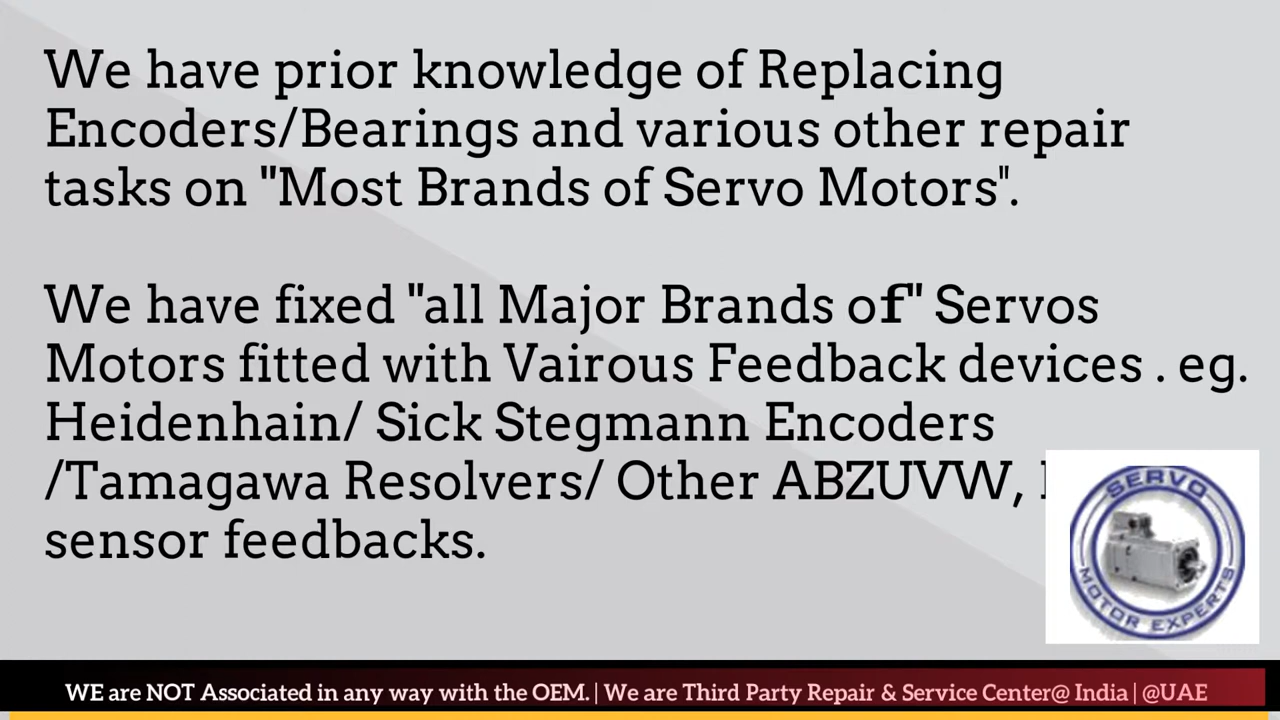 We have prior knowledge of Replacing
Encoders/Bearings and various other repair
tasks on "Most Brands of Servo Motors".
We have fixed "all Major Brands of" Servos
Motors fitted with Vairous Feedback devices . eg.
Heidenhain/ Sick Stegmann Encoders
/Tamagawa Resolvers/ Other ABZUVW,
sensor feedbacks.
SERVO
MOTOR EXPERTS
WE are NOT Associated in any way with the OEM. | We are Third Party Repair & Service Center@ India | @UAE